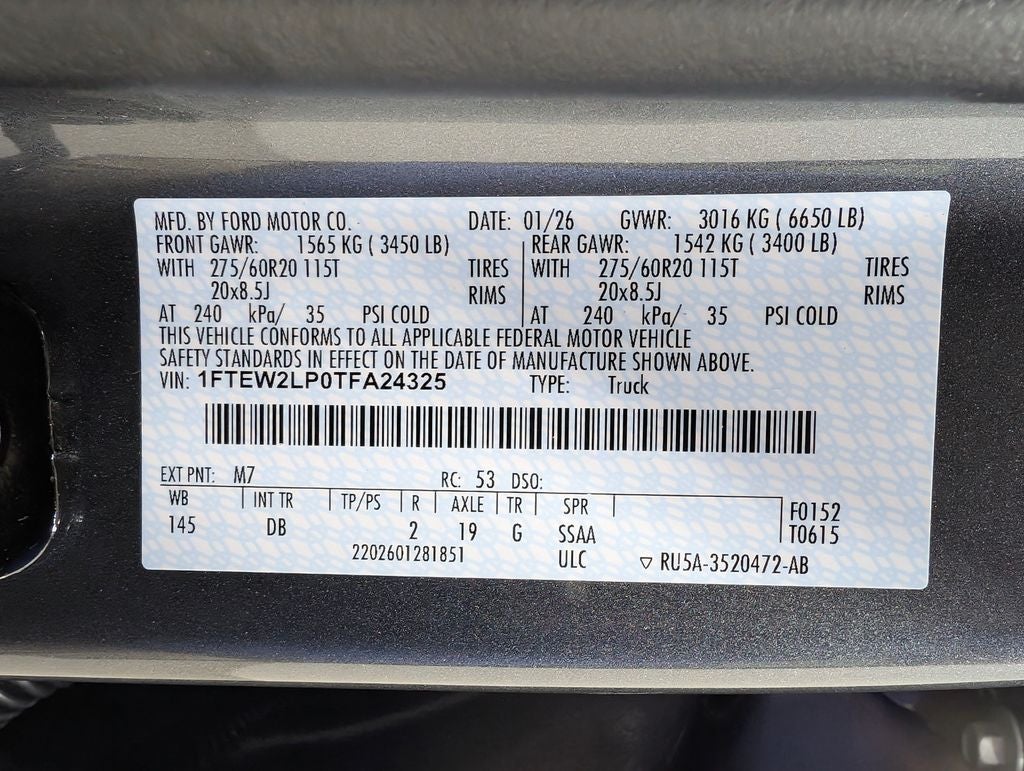 MFD. BY FORD MOTOR CO. DATE: 01/26 GVWR: 3016 KG ( 6650 LB)
FRONT GAWR: 1565 KG ( 3450 LB) REAR GAWR: 1542 KG ( 3400 LB)
WITH 275/60R20 115T TIRES WITH 275/60R20 115T TIRES
20x8.5J RIMS 20x8.5J RIMS
AT 240 kPa/ 35 PSI COLD AT 240 kPa/ 35 PSI COLD
THIS VEHICLE CONFORMS TO ALL APPLICABLE FEDERAL MOTOR VEHICLE
SAFETY STANDARDS IN EFFECT ON THE DATE OF MANUFACTURE SHOWN ABOVE.
VIN: 1FTEW2LP0TFA24325 TYPE: Truck
EXT PNT: M7 RC: 53 DSO:
WB INT TR TP/PS R AXLE TR SPR F0152
145 DB 2 19 G SSAA T0615
2202601281851 ULC ▽ RU5A-3520472-AB